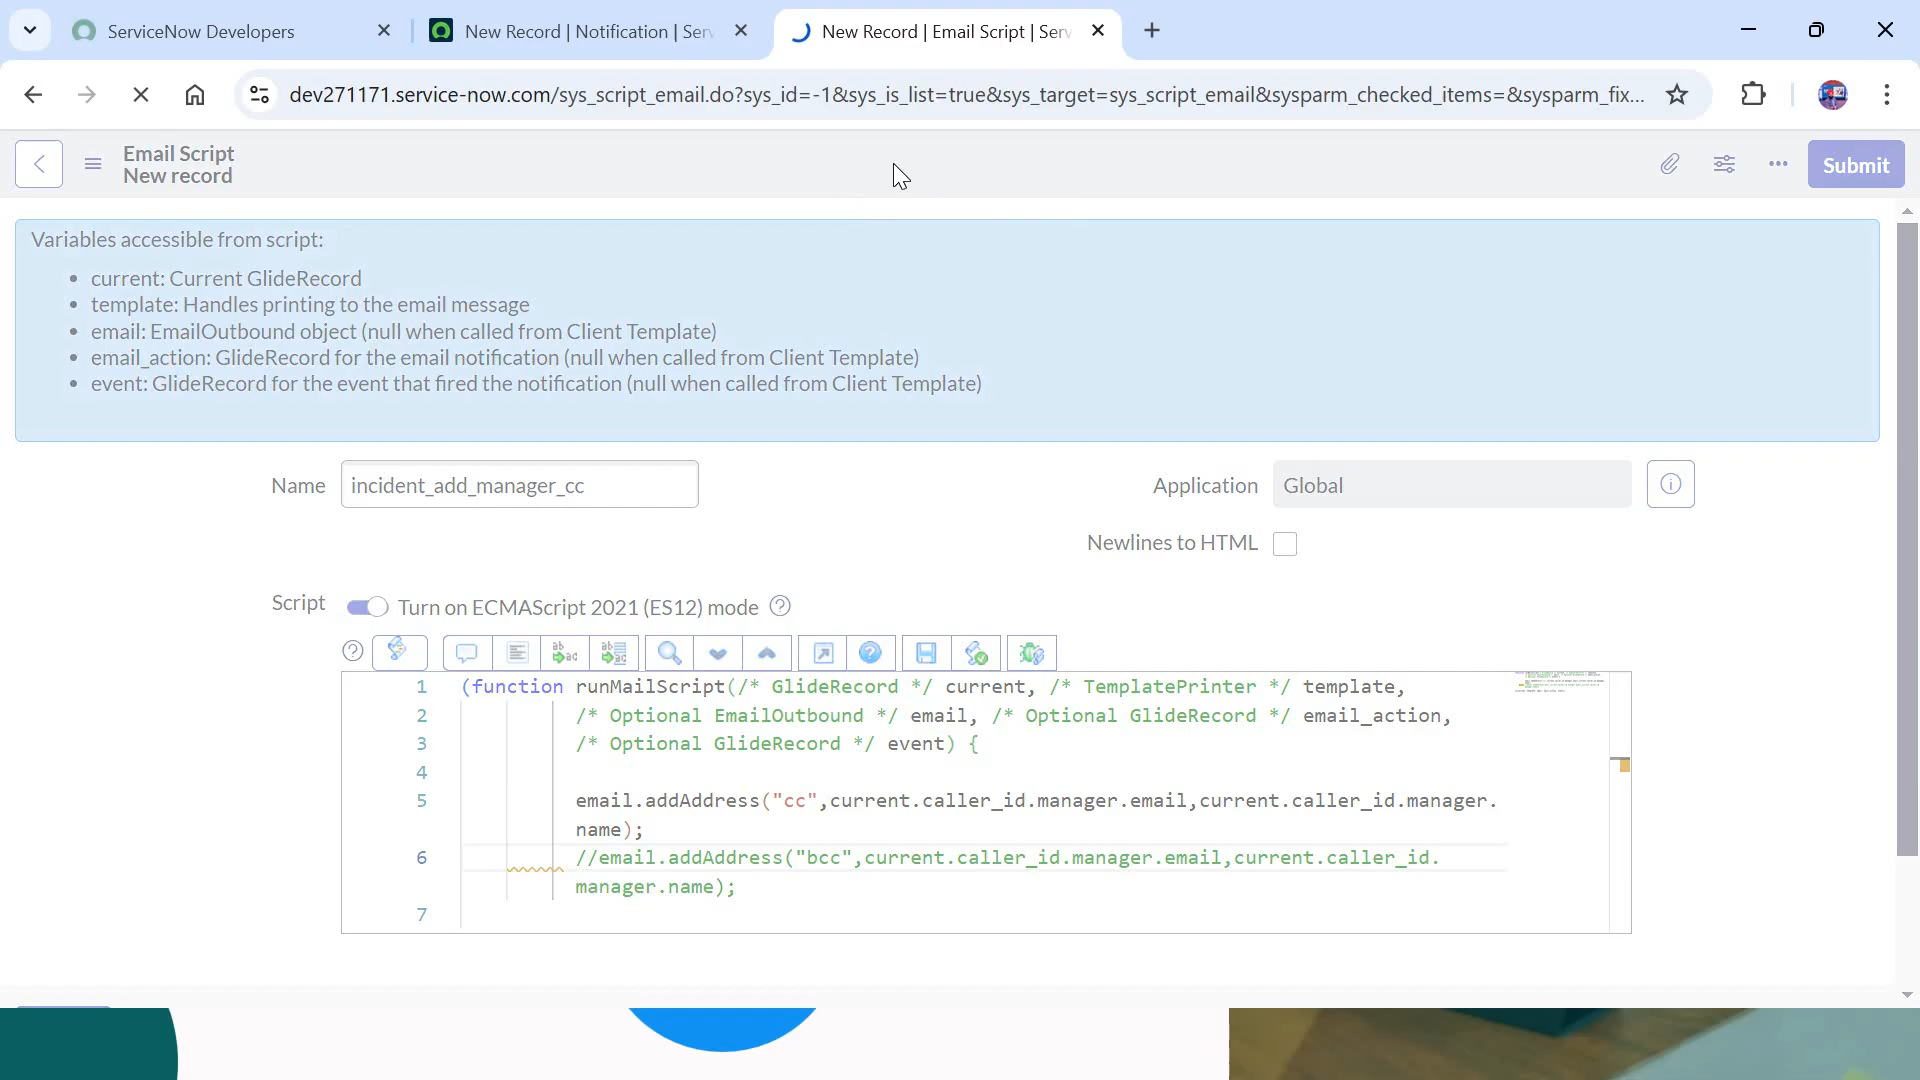 ServiceNow Developers
New Record | Notification | Serv
New Record | Email Script | Serv
dev271171.service-now.com/sys_script_email.do?sys_id=-1&sys_is_list=true&sys_target=sys_script_email&sysparm_checked_items=&sysparm_fix...
Email Script
New record
Submit
Variables accessible from script:
• current: Current GlideRecord
• template: Handles printing to the email message
• email: EmailOutbound object (null when called from Client Template)
• email_action: GlideRecord for the email notification (null when called from Client Template)
• event: GlideRecord for the event that fired the notification (null when called from Client Template)
Name incident_add_manager_cc
Application Global
Newlines to HTML
Script Turn on ECMAScript 2021 (ES12) mode
1 (function runMailScript(/* GlideRecord */ current, /* TemplatePrinter */ template,
2 /* Optional EmailOutbound */ email, /* Optional GlideRecord */ email_action,
3 /* Optional GlideRecord */ event) {
4
5 email.addAddress("cc",current.caller_id.manager.email,current.caller_id.manager.
name);
6 //email.addAddress("bcc",current.caller_id.manager.email,current.caller_id.
manager.name);
7